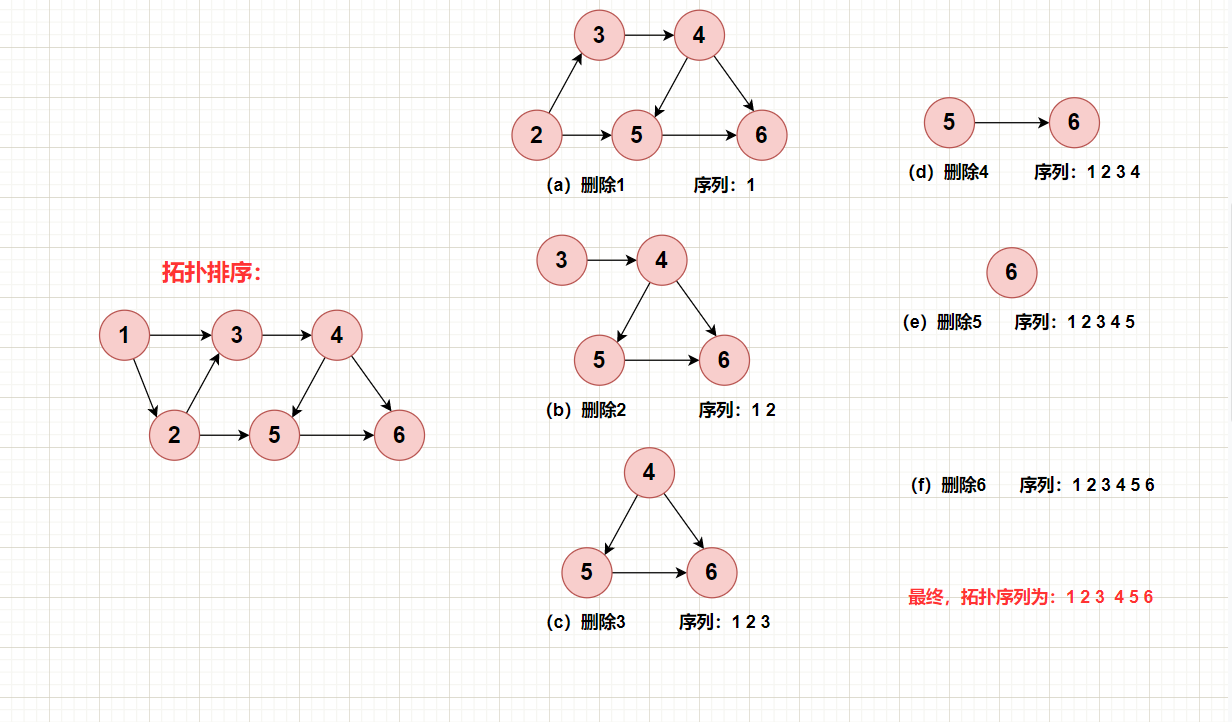 拓扑排序：
1 3 4
2 5 6
3 4
2 5 6
（a）删除1 序列：1
3 4
5 6
（b）删除2 序列：1 2
4
5 6
（c）删除3 序列：1 2 3
5 6
（d）删除4 序列：1 2 3 4
6
（e）删除5 序列：1 2 3 4 5
（f）删除6 序列：1 2 3 4 5 6
最终，拓扑序列为：1 2 3 4 5 6